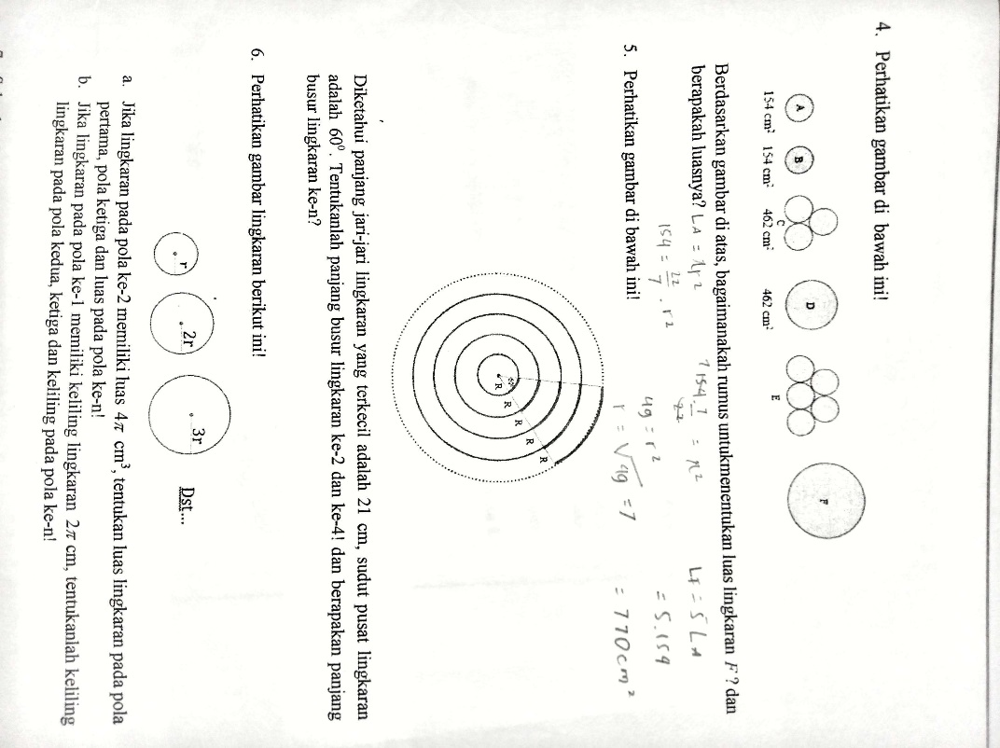 4. Perhatikan gambar di bawah ini!
A B C D E F
154 cm² 154 cm² 462 cm² 462 cm²
Berdasarkan gambar di atas, bagaimanakah rumus untukmenentukan luas lingkaran F? dan
berapakah luasnya?
LA = πr²
154 = 22/7 . r²
154.7/22 = r²
49 = r²
r = √49 = 7
LF = 5 LA
= 5.154
= 770 cm²
5. Perhatikan gambar di bawah ini!
60°
R R R R R
Diketahui panjang jari-jari lingkaran yang terkecil adalah 21 cm, sudut pusat lingkaran
adalah 60⁰. Tentukanlah panjang busur lingkaran ke-2 dan ke-4! dan berapakan panjang
busur lingkaran ke-n?
6. Perhatikan gambar lingkaran berikut ini!
r 2r 3r Dst...
a. Jika lingkaran pada pola ke-2 memiliki luas 4π cm³, tentukan luas lingkaran pada pola
pertama, pola ketiga dan luas pada pola ke-n!
b. Jika lingkaran pada pola ke-1 memiliki keliling lingkaran 2π cm, tentukanlah keliling
lingkaran pada pola kedua, ketiga dan keliling pada pola ke-n!